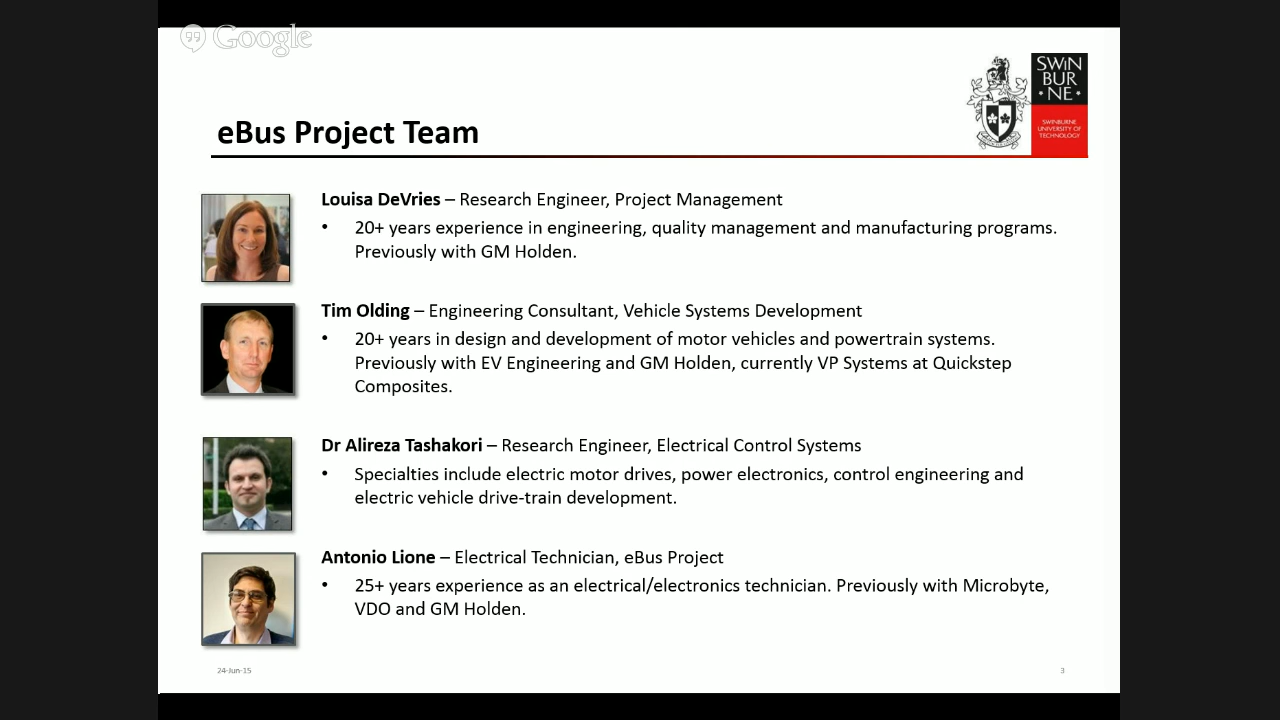 Google
SWIN
BUR
NE
SWINBURNE
UNIVERSITY OF
TECHNOLOGY
eBus Project Team
Louisa DeVries – Research Engineer, Project Management
• 20+ years experience in engineering, quality management and manufacturing programs.
Previously with GM Holden.
Tim Olding – Engineering Consultant, Vehicle Systems Development
• 20+ years in design and development of motor vehicles and powertrain systems.
Previously with EV Engineering and GM Holden, currently VP Systems at Quickstep
Composites.
Dr Alireza Tashakori – Research Engineer, Electrical Control Systems
• Specialties include electric motor drives, power electronics, control engineering and
electric vehicle drive-train development.
Antonio Lione – Electrical Technician, eBus Project
• 25+ years experience as an electrical/electronics technician. Previously with Microbyte,
VDO and GM Holden.
24-Jun-15
3